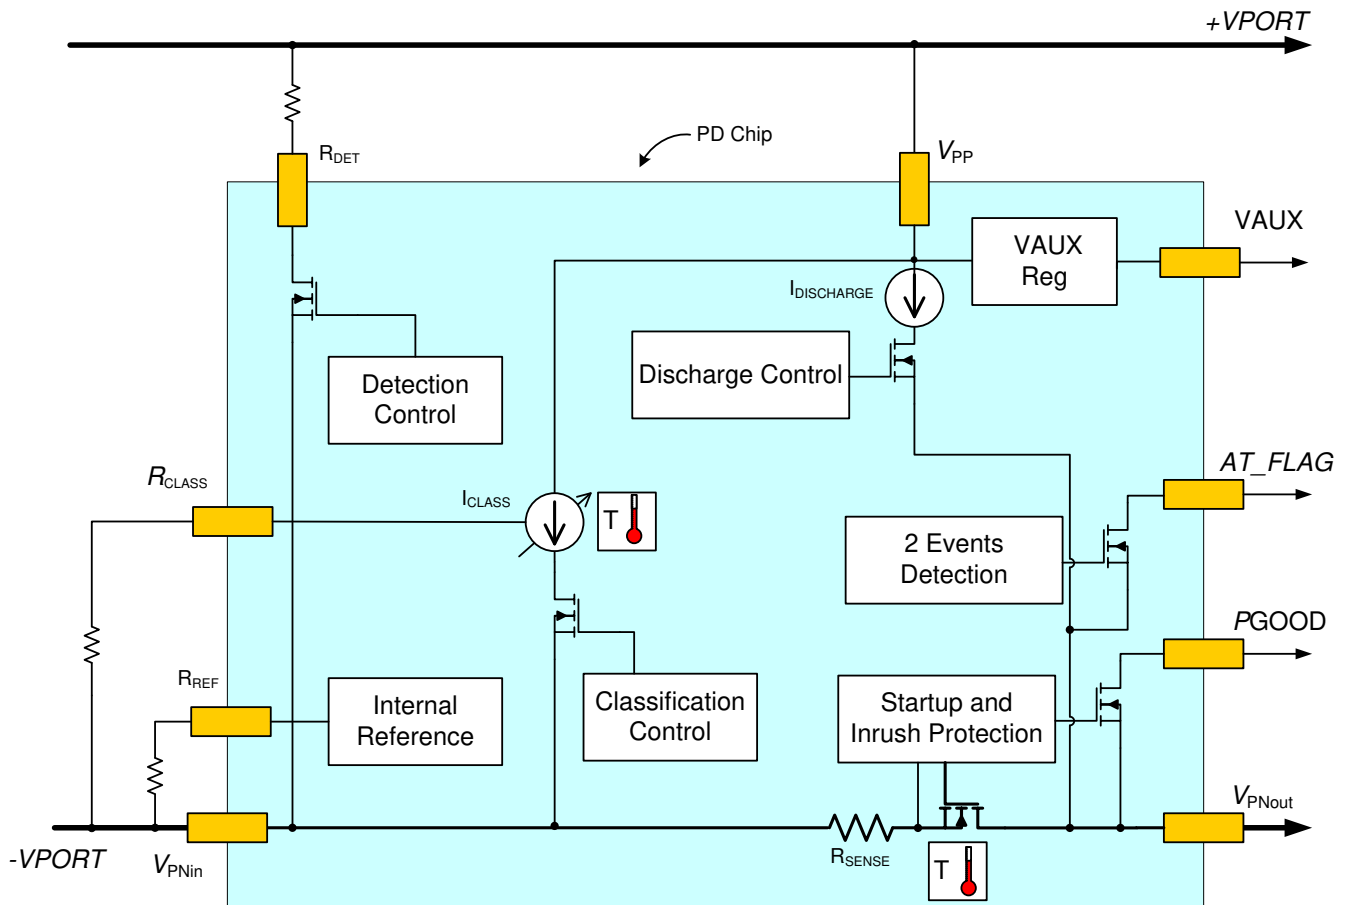 +VPORT
PD Chip
RDET
VPP
VAUX
VAUX
Reg
IDISCHARGE
Discharge Control
Detection
Control
AT_FLAG
RCLASS
ICLASS
T
2 Events
Detection
PGOOD
RREF
Internal
Reference
Classification
Control
Startup and
Inrush Protection
VPNout
-VPORT
VPNin
RSENSE
T